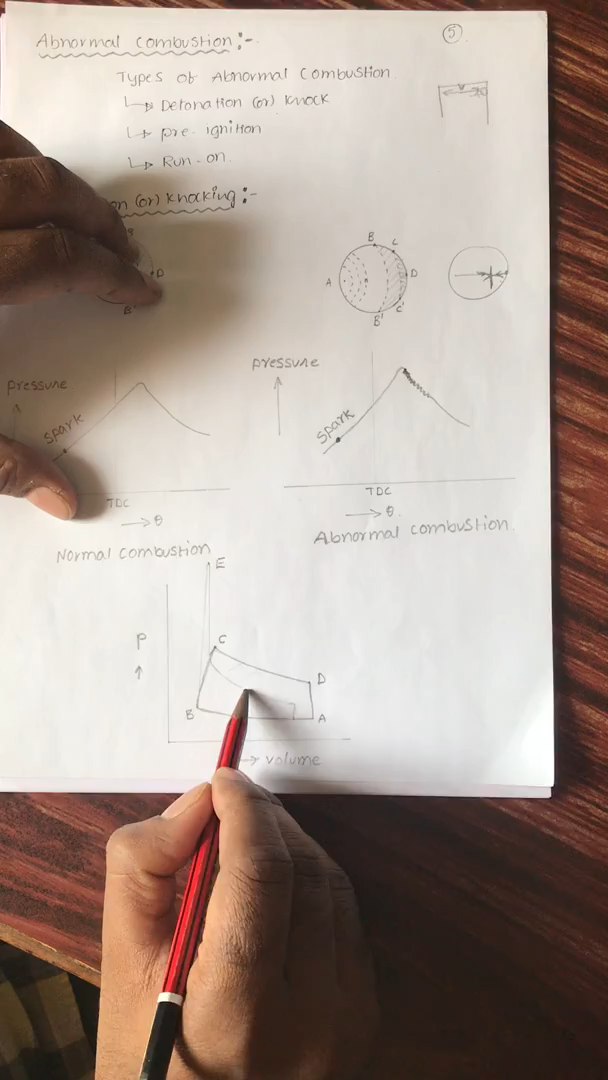 Abnormal Combustion :-
5
Types of Abnormal Combustion
Detonation (or) Knock
pre-ignition
Run-on.
on (or) Knocking :-
B
D
B'
B
C
A
D
C'
B'
pressure
pressure
spark
spark
TDC
TDC
θ
θ.
Normal combustion
Abnormal combustion.
E
P
C
D
B
A
volume